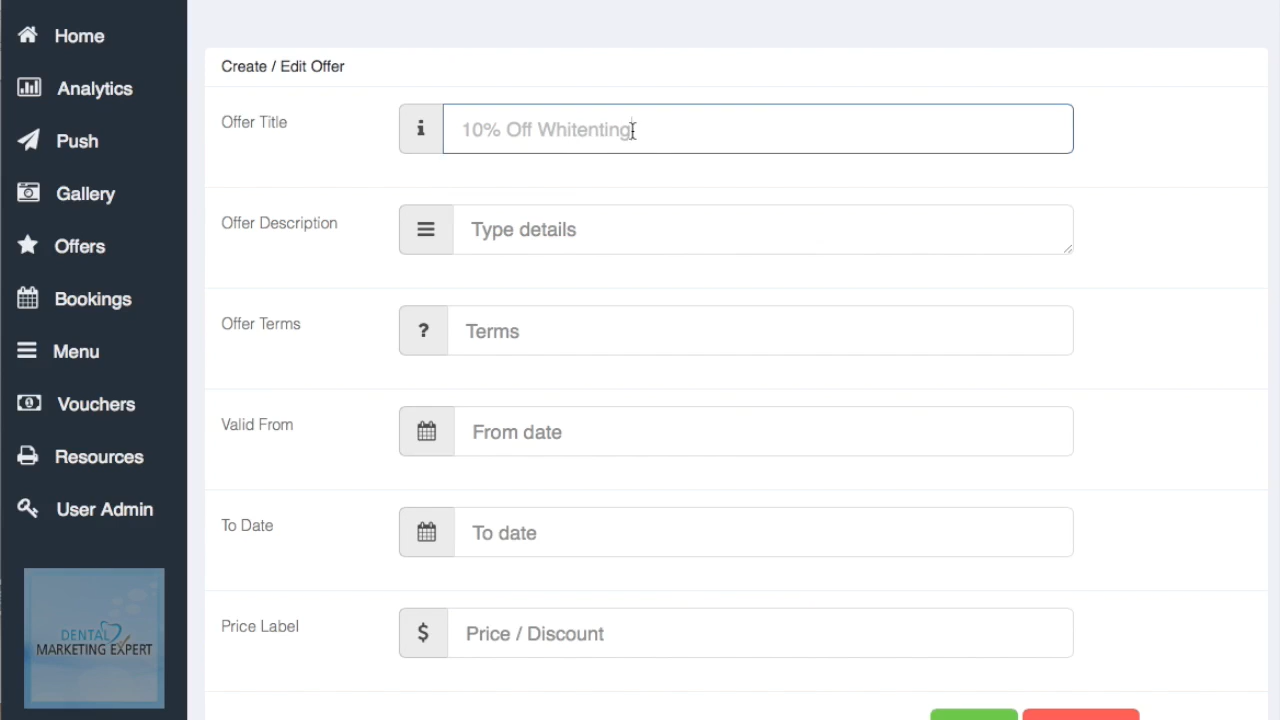 Home
Analytics
Push
Gallery
Offers
Bookings
Menu
Vouchers
Resources
User Admin
DENTAL
MARKETING EXPERT
Create / Edit Offer
Offer Title
10% Off Whitenting
Offer Description
Type details
Offer Terms
? Terms
Valid From
From date
To Date
To date
Price Label
$ Price / Discount